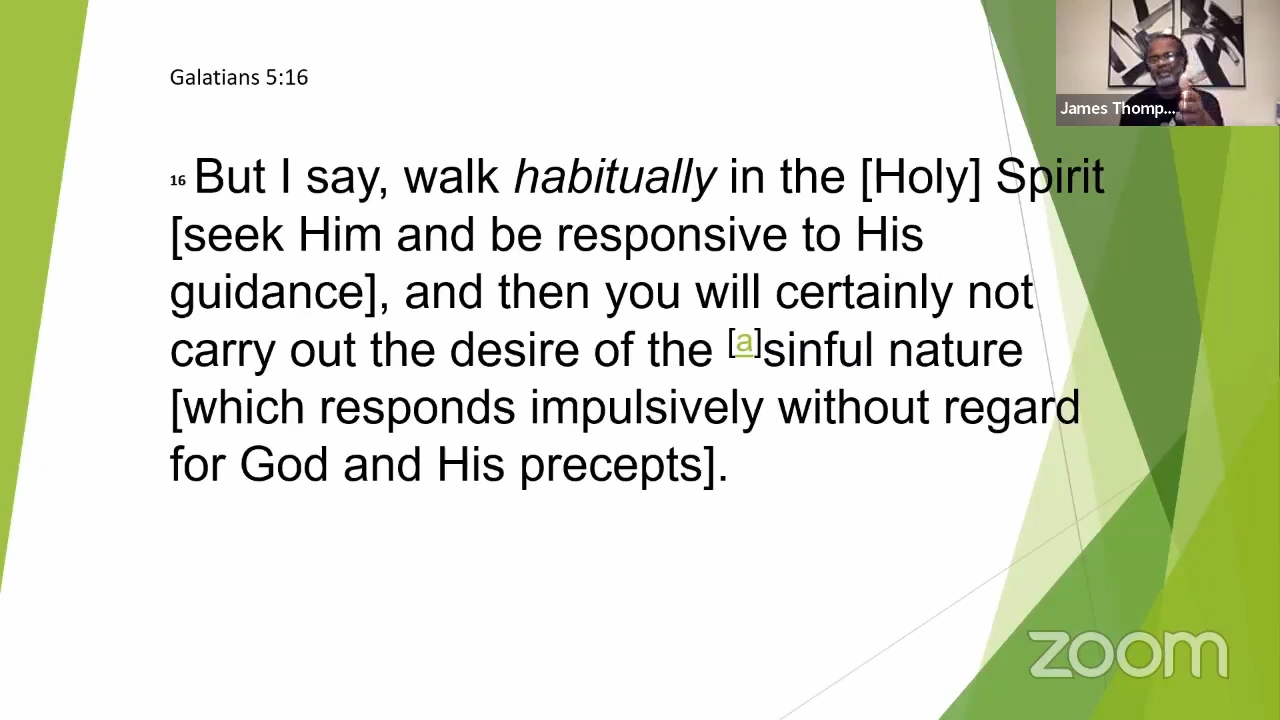 Galatians 5:16
James Thomp...
16 But I say, walk habitually in the [Holy] Spirit
[seek Him and be responsive to His
guidance], and then you will certainly not
carry out the desire of the [a]sinful nature
[which responds impulsively without regard
for God and His precepts].
zoom